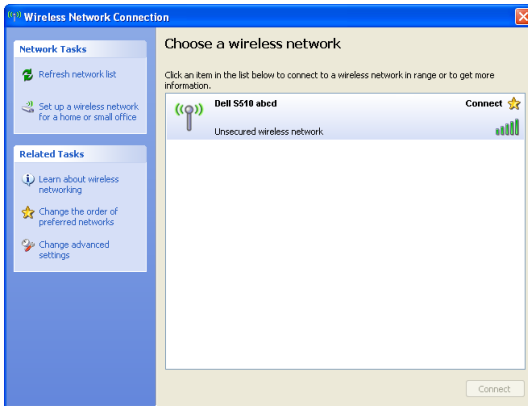 Wireless Network Connection
Network Tasks
Refresh network list
Set up a wireless network
for a home or small office
Related Tasks
Learn about wireless
networking
Change the order of
preferred networks
Change advanced
settings
Choose a wireless network
Click an item in the list below to connect to a wireless network in range or to get more
information.
Dell S510 abcd
Connect
Unsecured wireless network
Connect